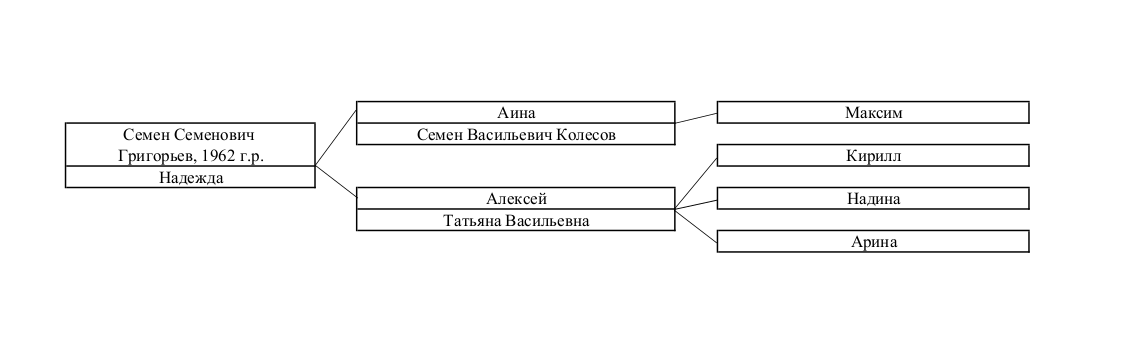 Семен Семенович
Григорьев, 1962 г.р.
Надежда
Аина
Семен Васильевич Колесов
Алексей
Татьяна Васильевна
Максим
Кирилл
Надина
Арина